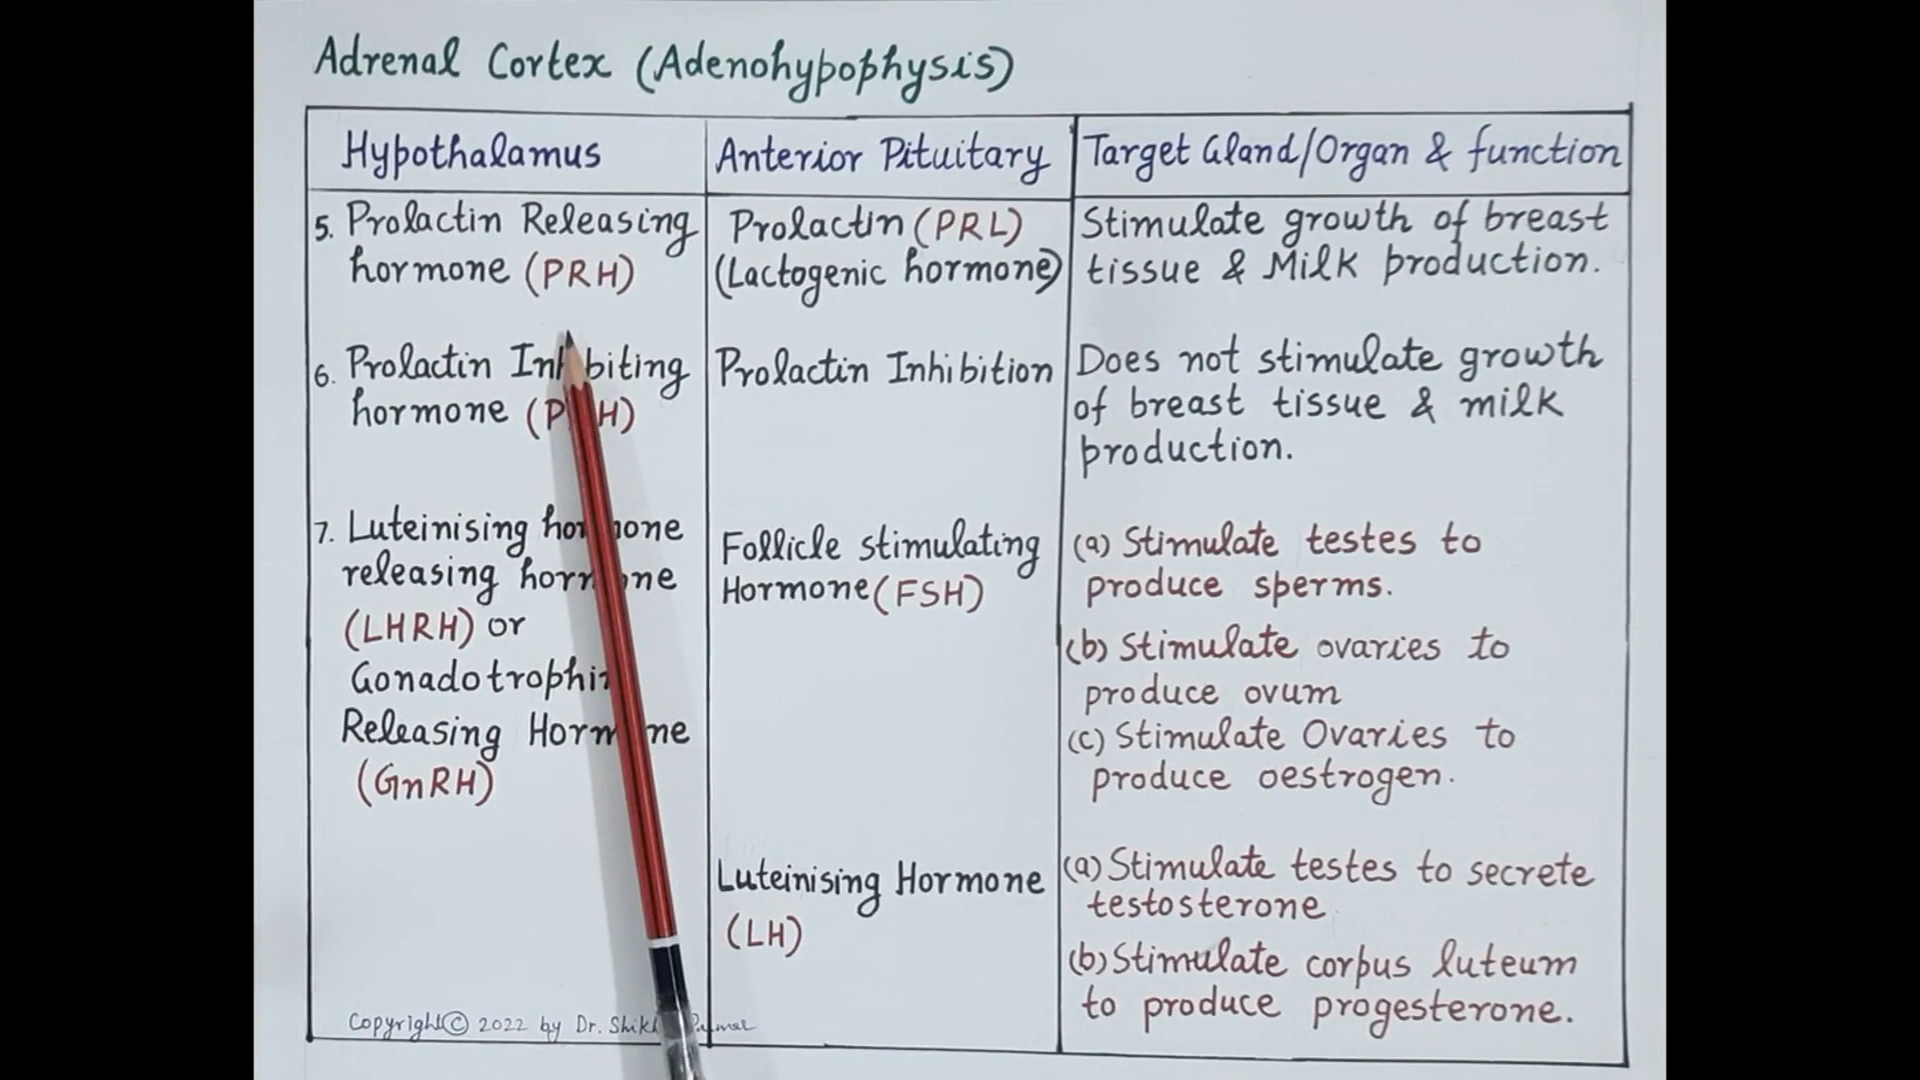 Adrenal Cortex (Adenohypophysis)
Hypothalamus
Anterior Pituitary
Target Gland/Organ & function
5. Prolactin Releasing
hormone (PRH)
Prolactin (PRL)
(Lactogenic hormone)
Stimulate growth of breast
tissue & Milk production.
6. Prolactin
hormone
Prolactin Inhibition
Does not stimulate growth
of breast tissue & milk
production.
7. Luteinising hormone
releasing hormone
(LHRH) or
Gonadotrophin
Releasing Hormone
(GnRH)
Follicle stimulating
Hormone (FSH)
(a) Stimulate testes to
produce sperms.
(b) Stimulate ovaries to
produce ovum
(c) Stimulate Ovaries to
produce oestrogen.
Luteinising Hormone
(LH)
(a) Stimulate testes to secrete
testosterone
(b) Stimulate corpus luteum
to produce progesterone.
Copyright © 2022 by Dr.